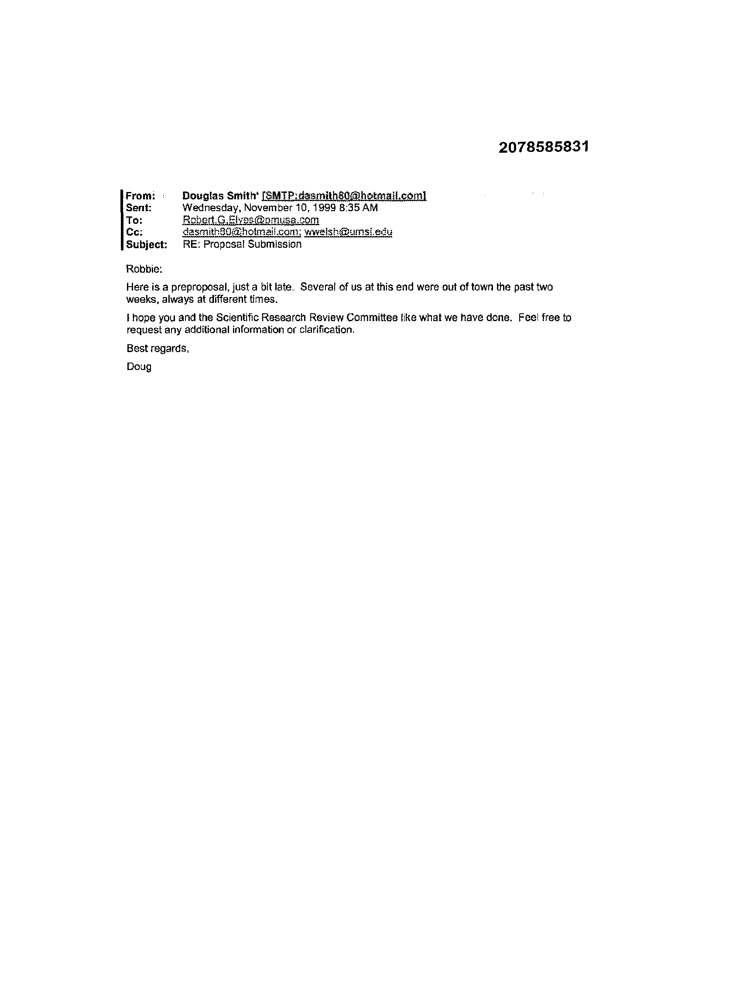 2078585831
From: Douglas Smith' [SMTP:dasmith80@hotmail.com]
Sent: Wednesday, November 10, 1999 8:35 AM
To: Robert.G.Elves@pmusa.com
Cc: dasmith80@hotmail.com; wwelsh@umsl.edu
Subject: RE: Proposal Submission
Robbie:
Here is a preproposal, just a bit late. Several of us at this end were out of town the past two
weeks, always at different times.
I hope you and the Scientific Research Review Committee like what we have done. Feel free to
request any additional information or clarification.
Best regards,
Doug